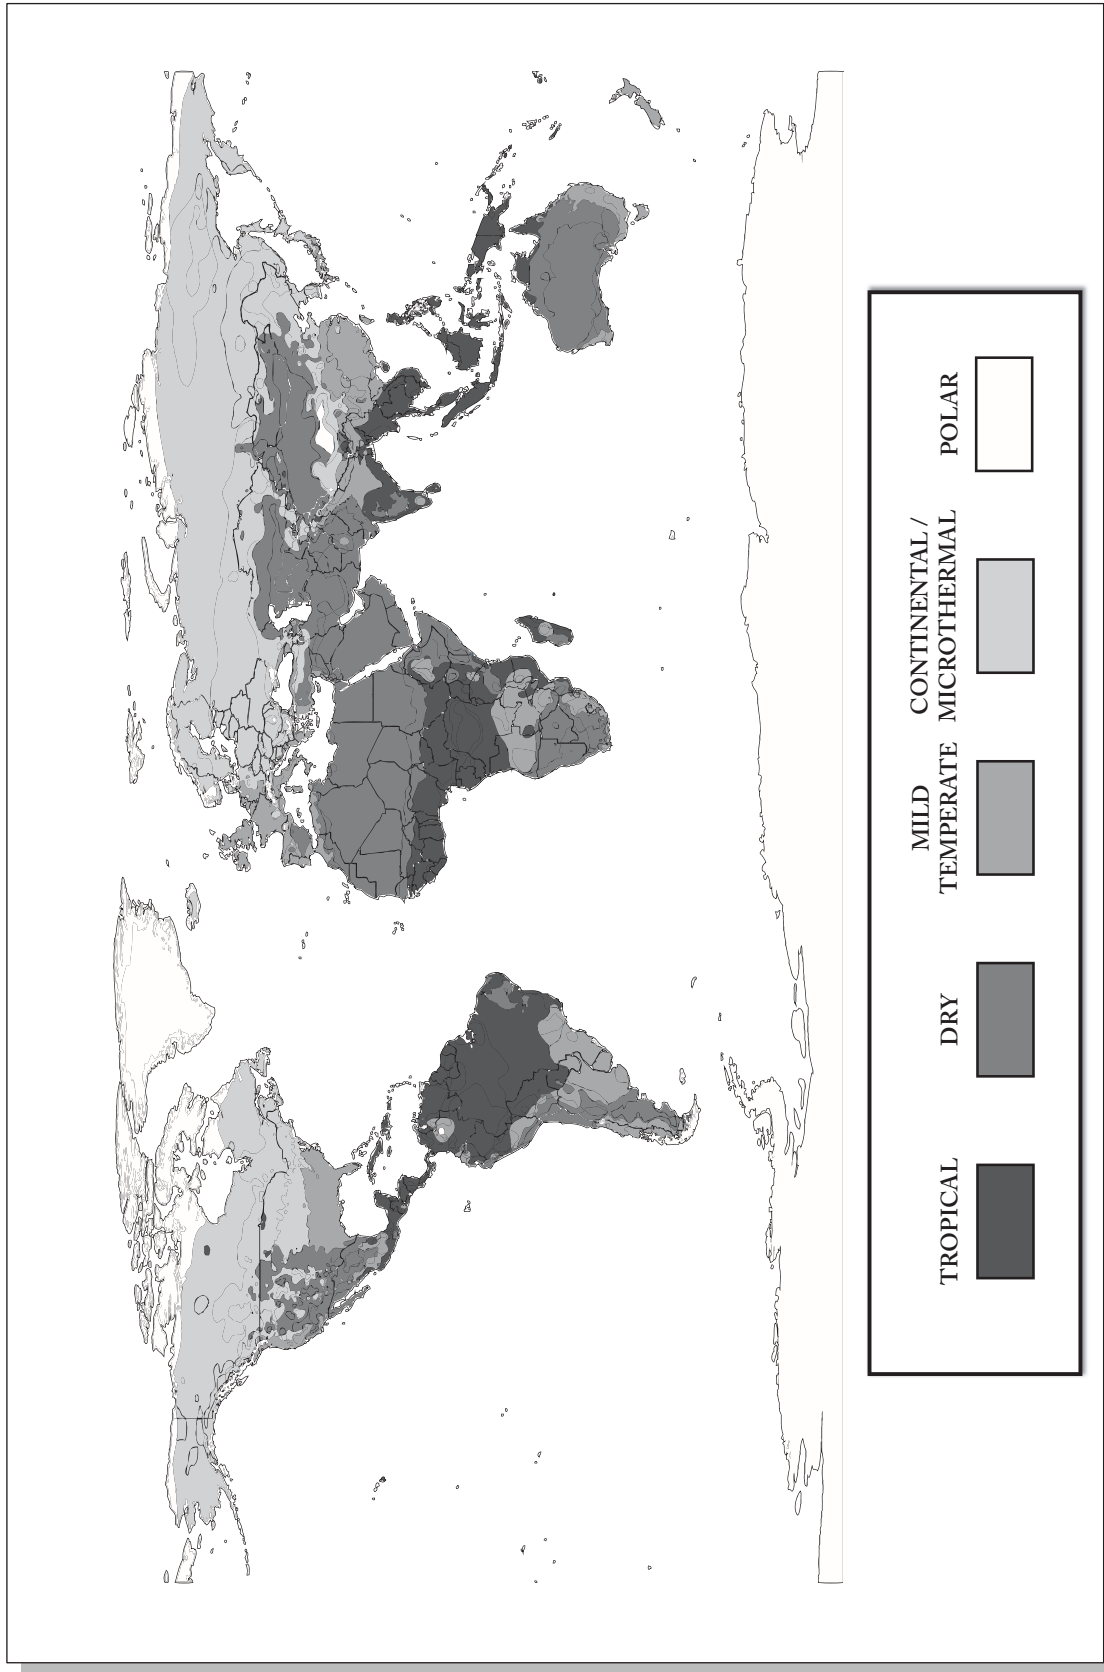 TROPICAL
DRY
MILD
TEMPERATE
CONTINENTAL /
MICROTHERMAL
POLAR